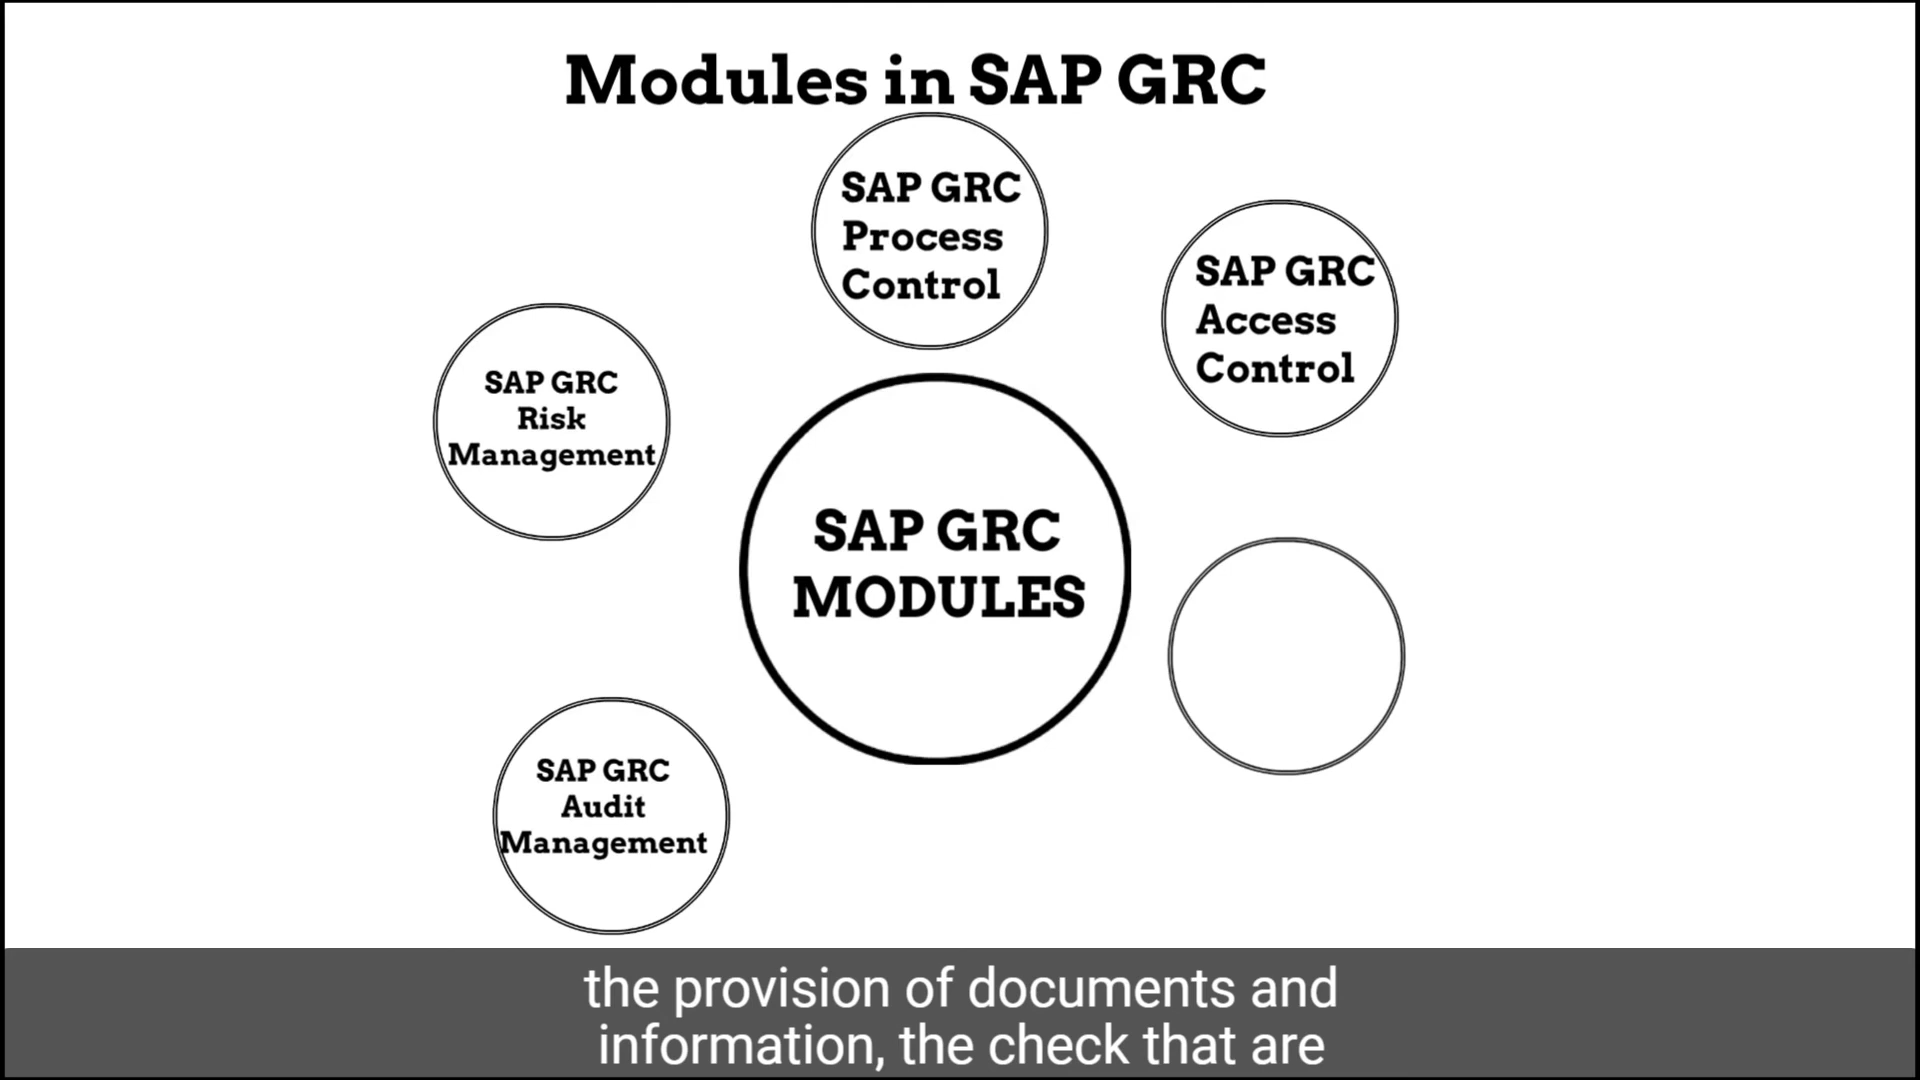 Modules in SAP GRC
SAP GRC
Process
Control
SAP GRC
Access
Control
SAP GRC
Risk
Management
SAP GRC
MODULES
SAP GRC
Audit
Management
the provision of documents and
information, the check that are